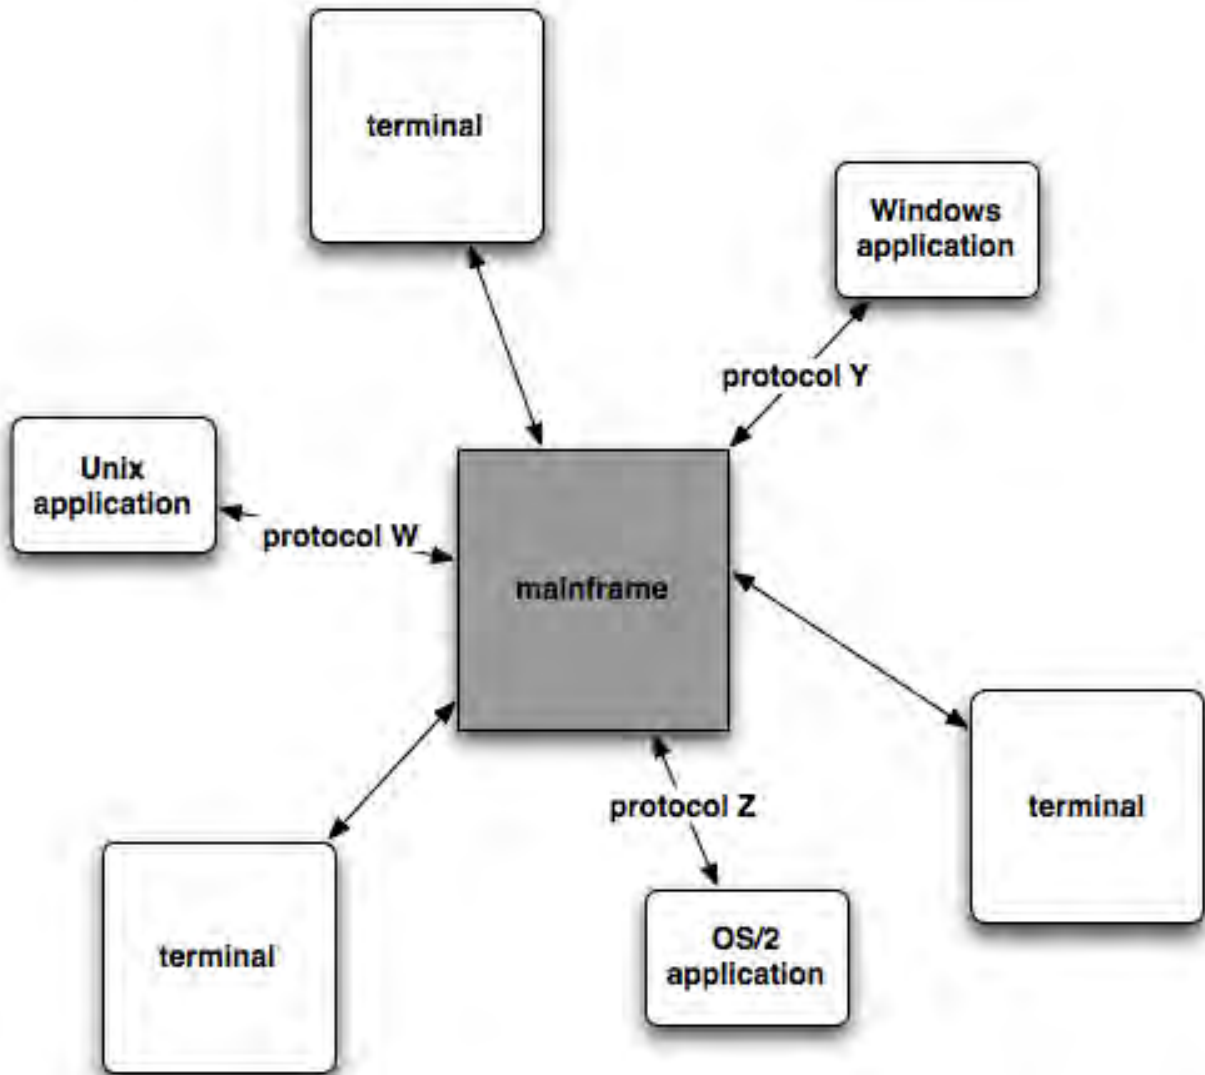 terminal
Windows
application
protocol Y
Unix
application
protocol W
mainframe
terminal
protocol Z
terminal
OS/2
application